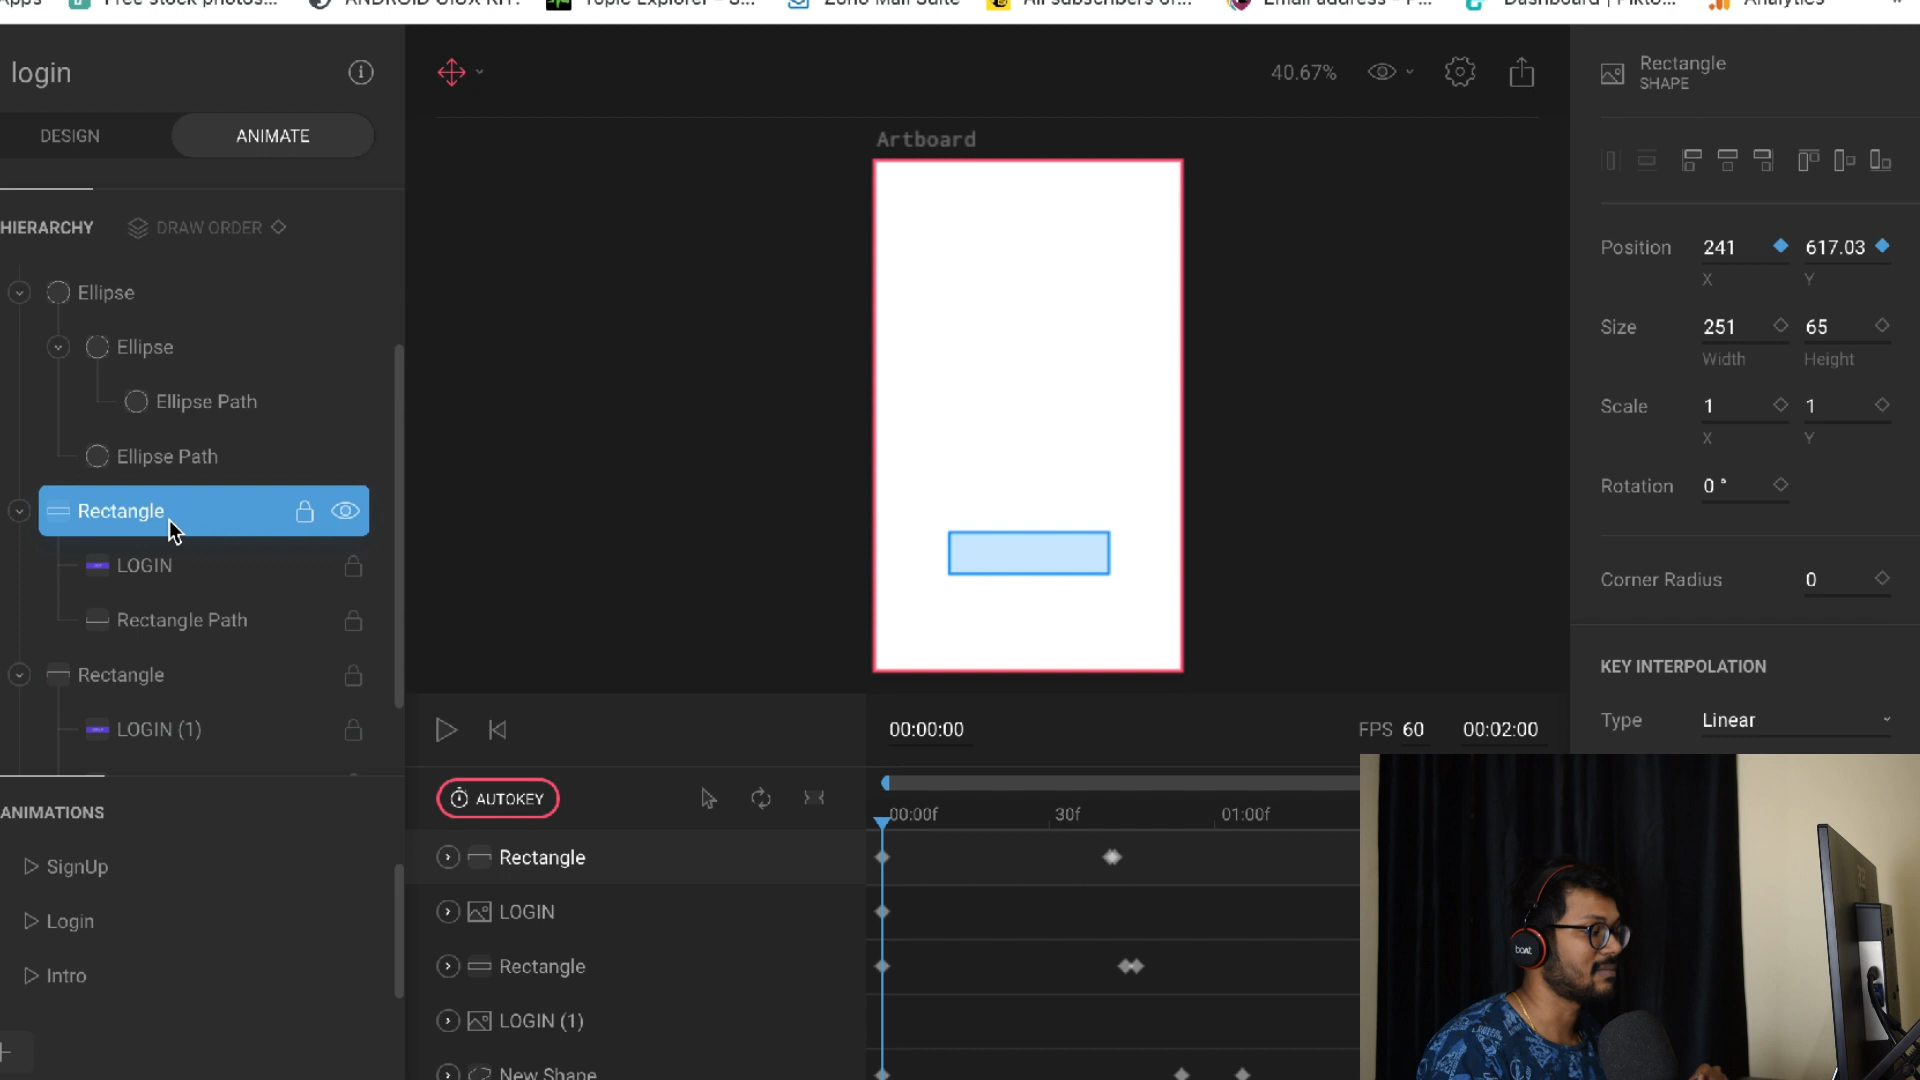 login
DESIGN
ANIMATE
HIERARCHY
DRAW ORDER
Ellipse
Ellipse
Ellipse Path
Ellipse Path
Rectangle
LOGIN
Rectangle Path
Rectangle
LOGIN (1)
ANIMATIONS
SignUp
Login
Intro
40.67%
Artboard
00:00:00
FPS 60
00:02:00
AUTOKEY
00:00f
30f
01:00f
Rectangle
LOGIN
Rectangle
LOGIN (1)
New Shape
Rectangle
SHAPE
Position 241 617.03
X Y
Size 251 65
Width Height
Scale 1 1
X Y
Rotation 0°
Corner Radius 0
KEY INTERPOLATION
Type Linear
boAt